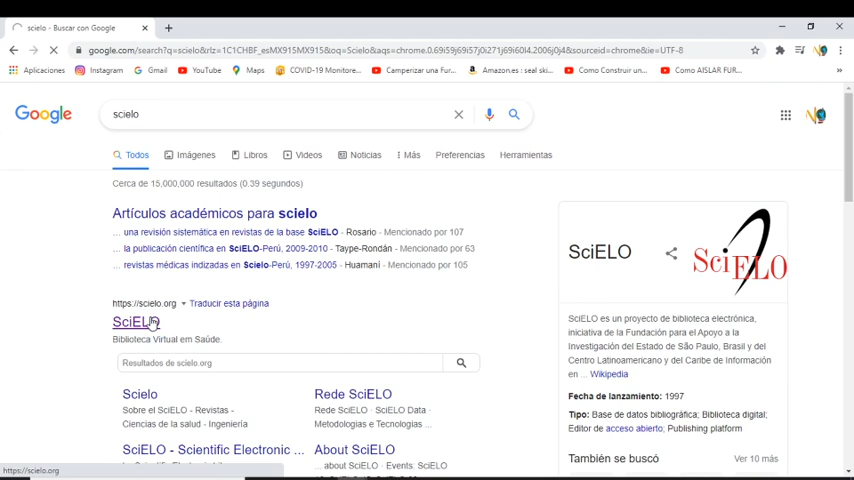 scielo - Buscar con Google
google.com/search?q=scielo&rlz=1C1CHBF_esMX915MX915&oq=Scielo&aqs=chrome.0.69i59j69i57j0i271j69i60l4.2006j0j4&sourceid=chrome&ie=UTF-8
Aplicaciones Instagram Gmail YouTube Maps COVID-19 Monitore... Camperizar una Fur... Amazon.es : seal ski... Como Construir un... Como AISLAR FUR... »
Google scielo
Todos Imágenes Libros Videos Noticias Más Preferencias Herramientas
Cerca de 15,000,000 resultados (0.39 segundos)
Artículos académicos para scielo
... una revisión sistemática en revistas de la base SciELO - Rosario - Mencionado por 107
... la publicación científica en SciELO-Perú, 2009-2010 - Taype-Rondán - Mencionado por 63
... revistas médicas indizadas en Scielo-Perú, 1997-2005 - Huamaní - Mencionado por 105
https://scielo.org Traducir esta página
SciELO
Biblioteca Virtual em Saúde.
Resultados de scielo.org
Scielo
Sobre el SciELO - Revistas -
Ciencias de la salud - Ingeniería
Rede SciELO
Rede SciELO · SciELO Data ·
Metodologias e Tecnologias ...
SciELO - Scientific Electronic ...
About SciELO
... about SciELO · Events. SciELO
SciELO
SciELO
SciELO es un proyecto de biblioteca electrónica,
iniciativa de la Fundación para el Apoyo a la
Investigación del Estado de São Paulo, Brasil y del
Centro Latinoamericano y del Caribe de Información
en ... Wikipedia
Fecha de lanzamiento: 1997
Tipo: Base de datos bibliográfica; Biblioteca digital;
Editor de acceso abierto; Publishing platform
También se buscó Ver 10 más
https://scielo.org